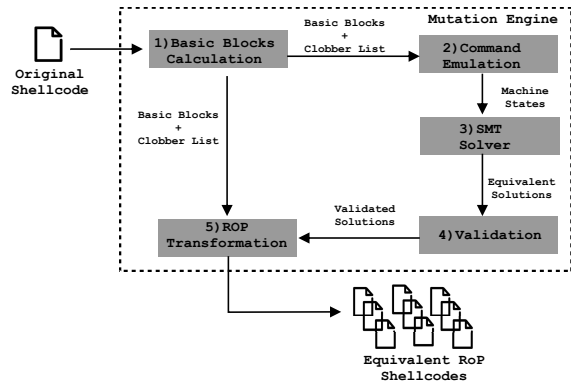 Mutation Engine
Original
Shellcode
1)Basic Blocks
Calculation
Basic Blocks
+
Clobber List
2)Command
Emulation
Machine
States
Basic Blocks
+
Clobber List
3)SMT
Solver
Equivalent
Solutions
5)ROP
Transformation
Validated
Solutions
4)Validation
Equivalent RoP
Shellcodes